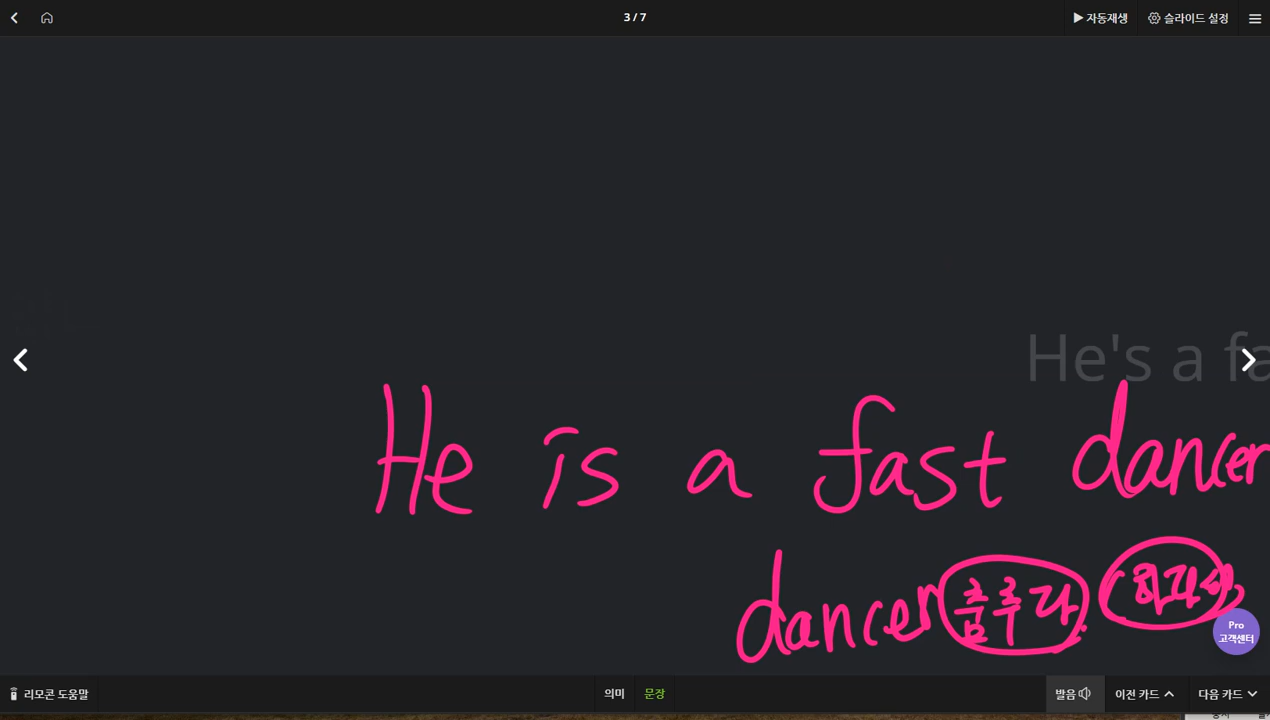 3 / 7
▶ 자동재생
슬라이드 설정
He's a fa
He is a fast dancer
dancer 춤추다
Pro
고객센터
리모콘 도움말
의미
문장
발음
이전 카드
다음 카드